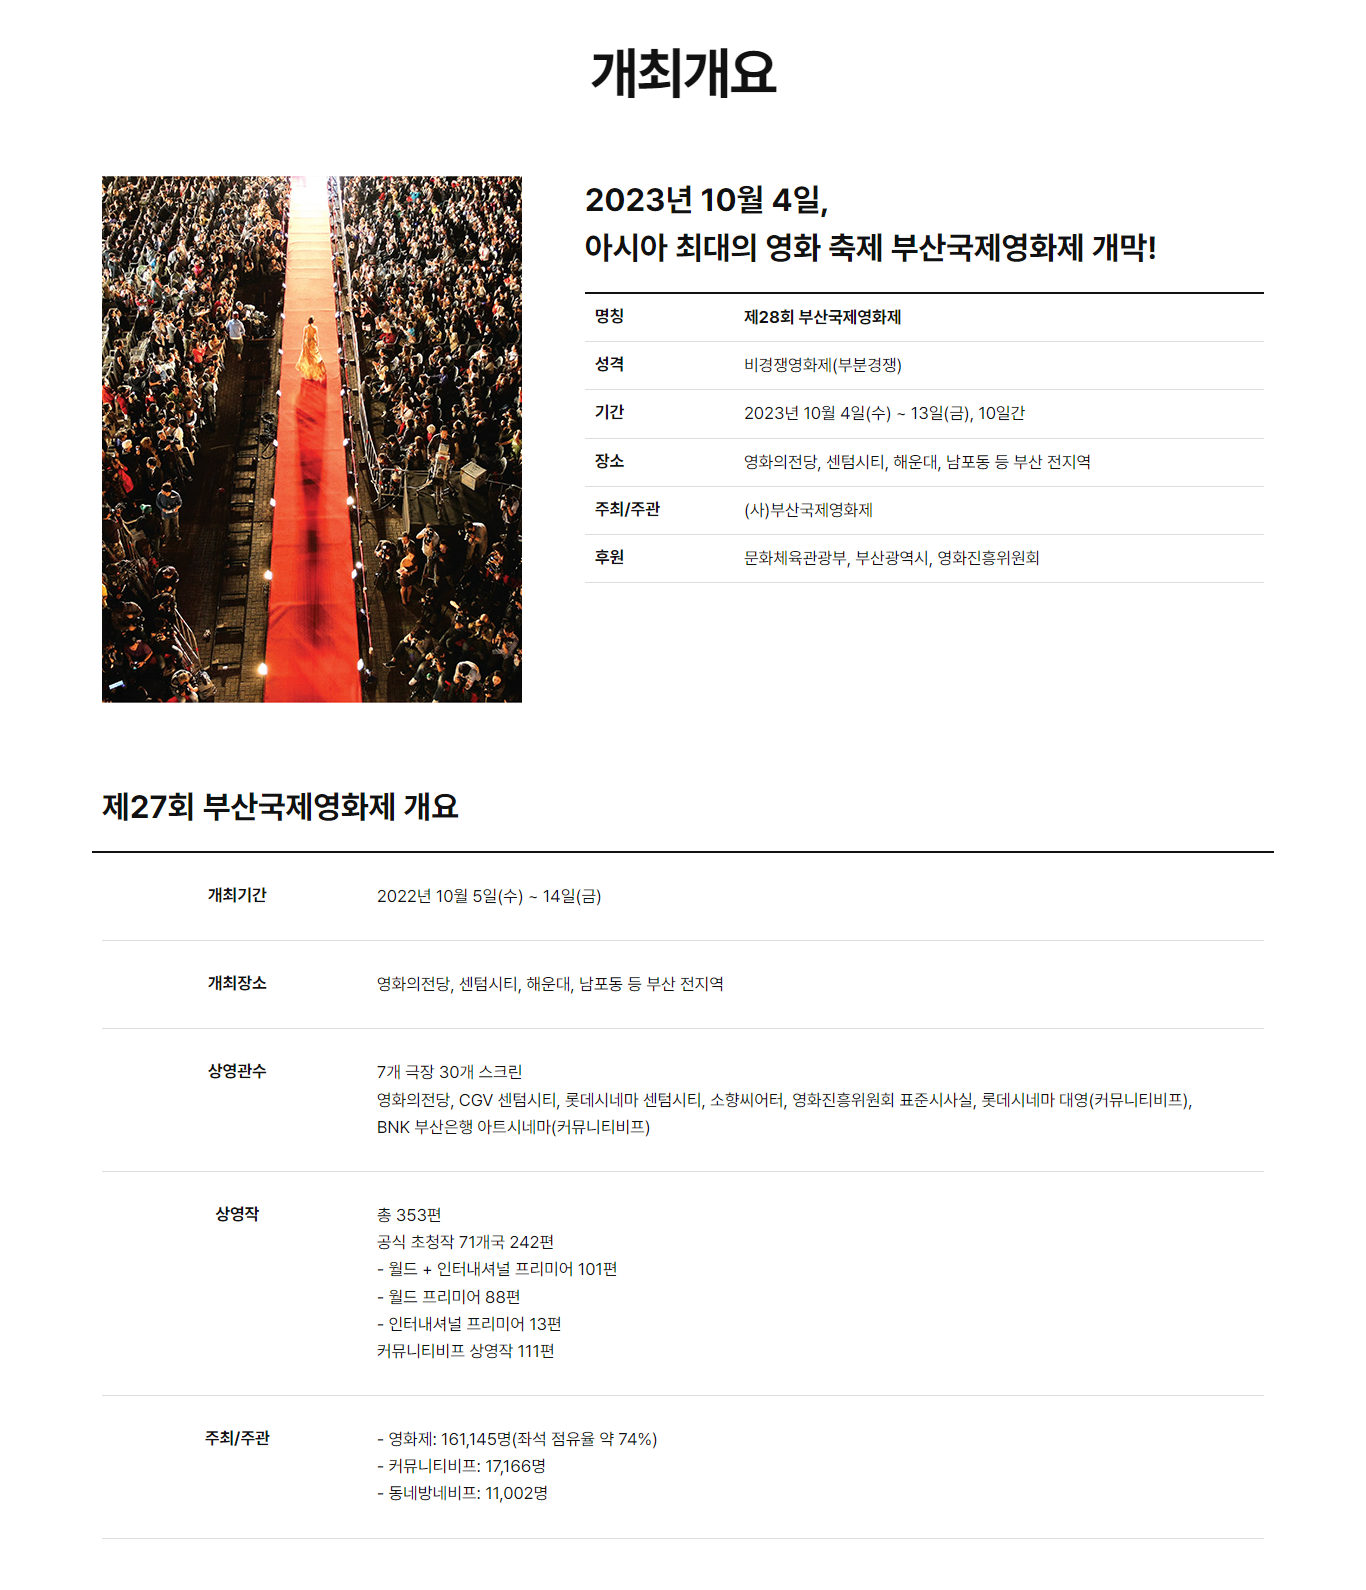 개최개요
2023년 10월 4일,
아시아 최대의 영화 축제 부산국제영화제 개막!
명칭 제28회 부산국제영화제
성격 비경쟁영화제(부분경쟁)
기간 2023년 10월 4일(수) ~ 13일(금), 10일간
장소 영화의전당, 센텀시티, 해운대, 남포동 등 부산 전지역
주최/주관 (사)부산국제영화제
후원 문화체육관광부, 부산광역시, 영화진흥위원회
제27회 부산국제영화제 개요
개최기간 2022년 10월 5일(수) ~ 14일(금)
개최장소 영화의전당, 센텀시티, 해운대, 남포동 등 부산 전지역
상영관수 7개 극장 30개 스크린
영화의전당, CGV 센텀시티, 롯데시네마 센텀시티, 소향씨어터, 영화진흥위원회 표준시사실, 롯데시네마 대영(커뮤니티비프),
BNK 부산은행 아트시네마(커뮤니티비프)
상영작 총 353편
공식 초청작 71개국 242편
- 월드 + 인터내셔널 프리미어 101편
- 월드 프리미어 88편
- 인터내셔널 프리미어 13편
커뮤니티비프 상영작 111편
주최/주관 - 영화제: 161,145명(좌석 점유율 약 74%)
- 커뮤니티비프: 17,166명
- 동네방네비프: 11,002명